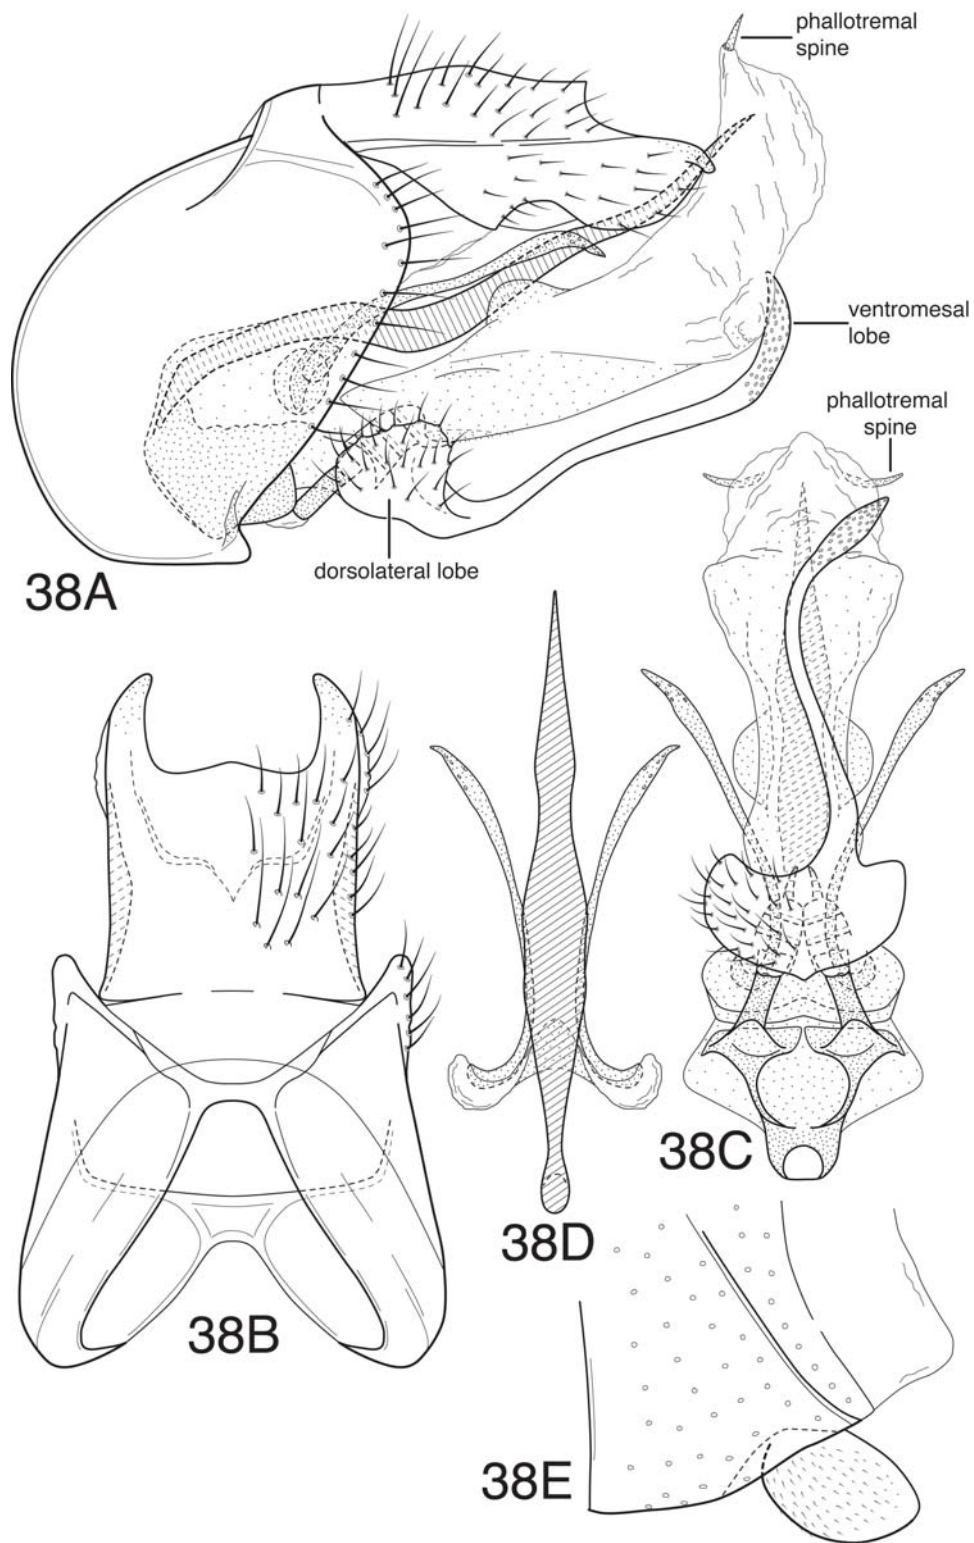 phallotremal
spine
ventromesal
lobe
phallotremal
spine
dorsolateral lobe
38A
38C
38D
38B
38E